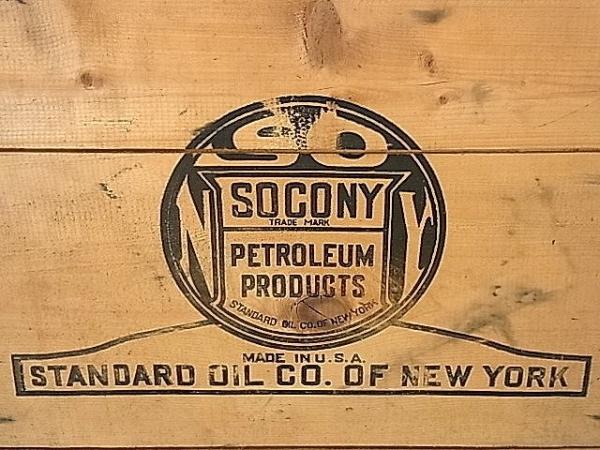 SO
N Y
SOCONY
TRADE MARK
PETROLEUM
PRODUCTS
STANDARD OIL CO. OF NEW YORK
MADE IN U.S.A.
STANDARD OIL CO. OF NEW YORK